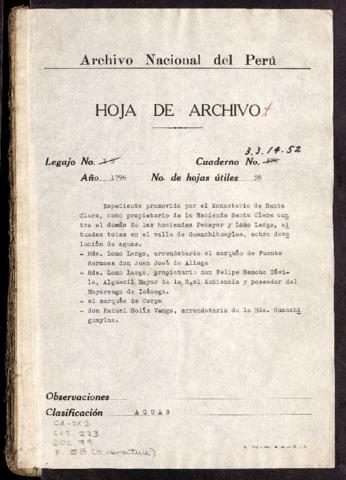 Archivo Nacional del Perú
HOJA DE ARCHIVO
3.3.14.52
Legajo No. Cuaderno No.
Año 1796 No. de hojas útiles 56
Expediente promovido por el Monasterio de Santa
Clara, como propietario de la Hacienda Santa Clara con
tra el dueño de las haciendas Pacayar y Lomo Largo, si
tuadas todas en el valle de Guanchihuaylas, sobre devo
lución de aguas.
- Hda. Lomo Largo, arrendatario el marqués de Fuente
Hermosa don Juan José de Aliaga
- Hda. Lomo Largo, propietario don Felipe Sancho Dávi-
la, Alguacil Mayor de la Real Audiencia y poseedor del
Mayorazgo de
- el marqués de Corpa
- don Manuel Solís Vango, arrendatario de la Hda. Guanchi
guaylas.
Observaciones
Clasificación AGUAS
223
DOC 79